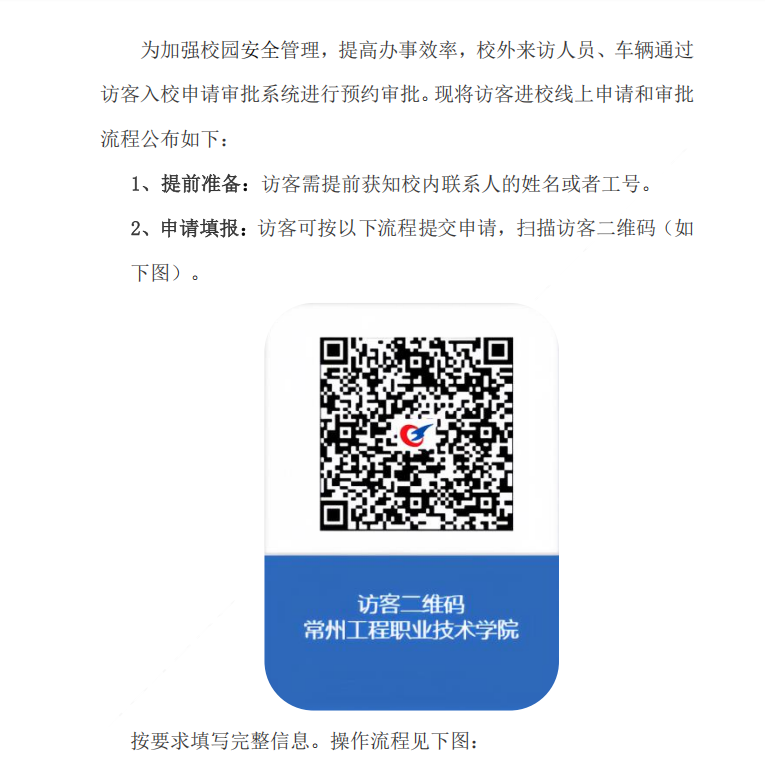 为加强校园安全管理，提高办事效率，校外来访人员、车辆通过
访客入校申请审批系统进行预约审批。现将访客进校线上申请和审批
流程公布如下：
1、提前准备：访客需提前获知校内联系人的姓名或者工号。
2、申请填报：访客可按以下流程提交申请，扫描访客二维码（如
下图）。
访客二维码
常州工程职业技术学院
按要求填写完整信息。操作流程见下图：